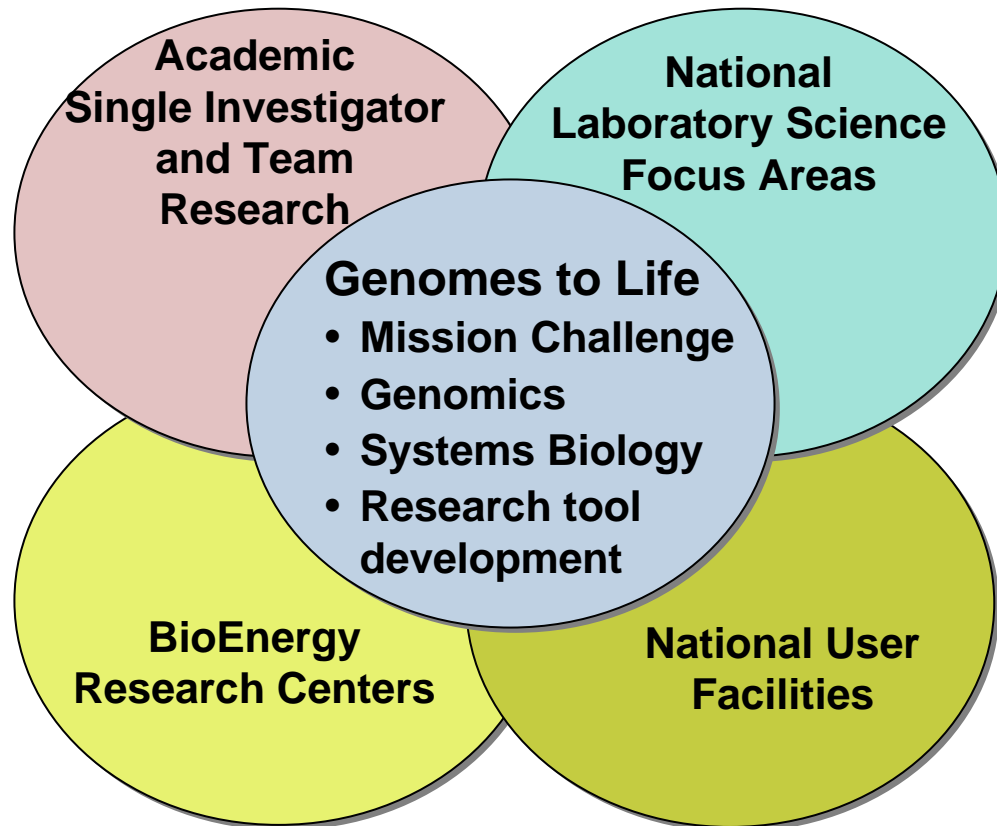 Academic
Single Investigator
and Team
Research
National
Laboratory Science
Focus Areas
Genomes to Life
• Mission Challenge
• Genomics
• Systems Biology
• Research tool
development
BioEnergy
Research Centers
National User
Facilities